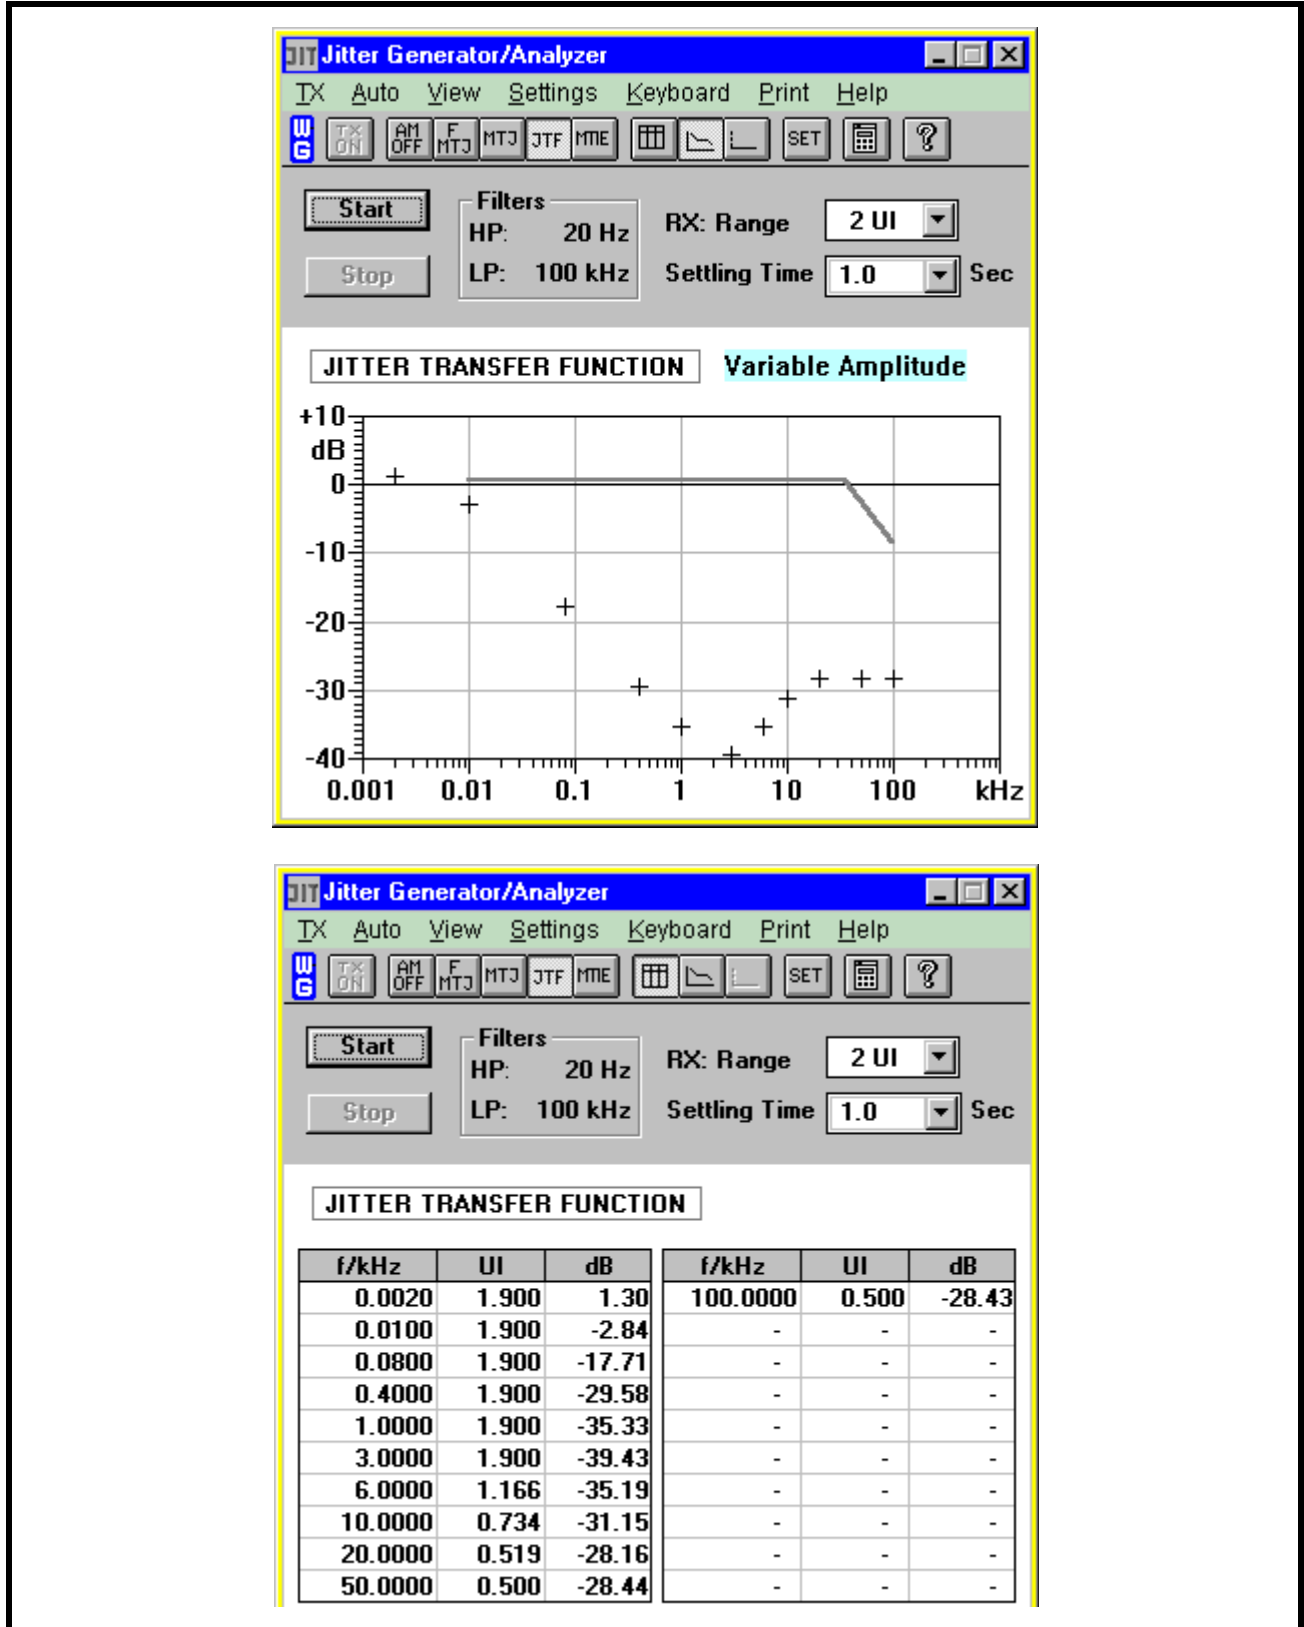 JIT Jitter Generator/Analyzer
TX Auto View Settings Keyboard Print Help
WG TX ON AM OFF F MTJ MTJ JTF MTIE SET ?
Start Filters RX: Range 2 UI
HP: 20 Hz
Stop LP: 100 kHz Settling Time 1.0 Sec
JITTER TRANSFER FUNCTION Variable Amplitude
+10
dB
0
-10
-20
-30
-40
0.001 0.01 0.1 1 10 100 kHz
JIT Jitter Generator/Analyzer
TX Auto View Settings Keyboard Print Help
WG TX ON AM OFF F MTJ MTJ JTF MTIE SET ?
Start Filters RX: Range 2 UI
HP: 20 Hz
Stop LP: 100 kHz Settling Time 1.0 Sec
JITTER TRANSFER FUNCTION
f/kHz UI dB f/kHz UI dB
0.0020 1.900 1.30 100.0000 0.500 -28.43
0.0100 1.900 -2.84 - - -
0.0800 1.900 -17.71 - - -
0.4000 1.900 -29.58 - - -
1.0000 1.900 -35.33 - - -
3.0000 1.900 -39.43 - - -
6.0000 1.166 -35.19 - - -
10.0000 0.734 -31.15 - - -
20.0000 0.519 -28.16 - - -
50.0000 0.500 -28.44 - - -